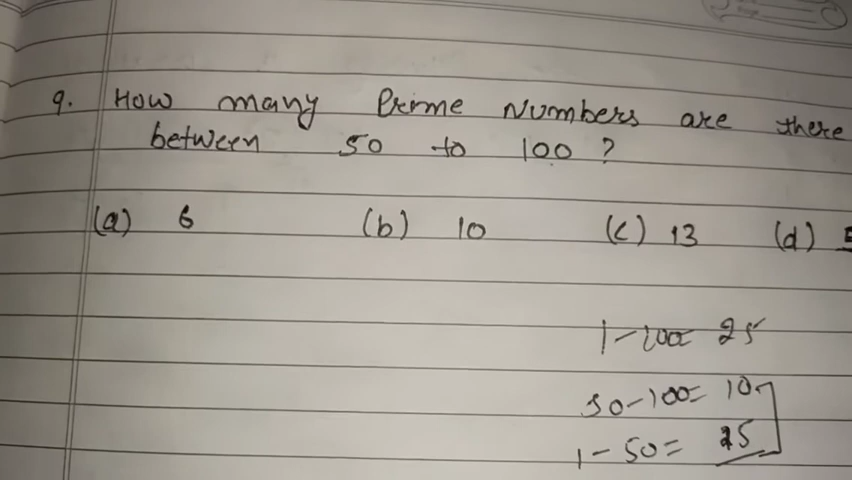 9. How many Prime Numbers are there
between 50 to 100 ?
(a) 6 (b) 10 (c) 13 (d)
1-100= 25
50-100= 10
1-50= 15